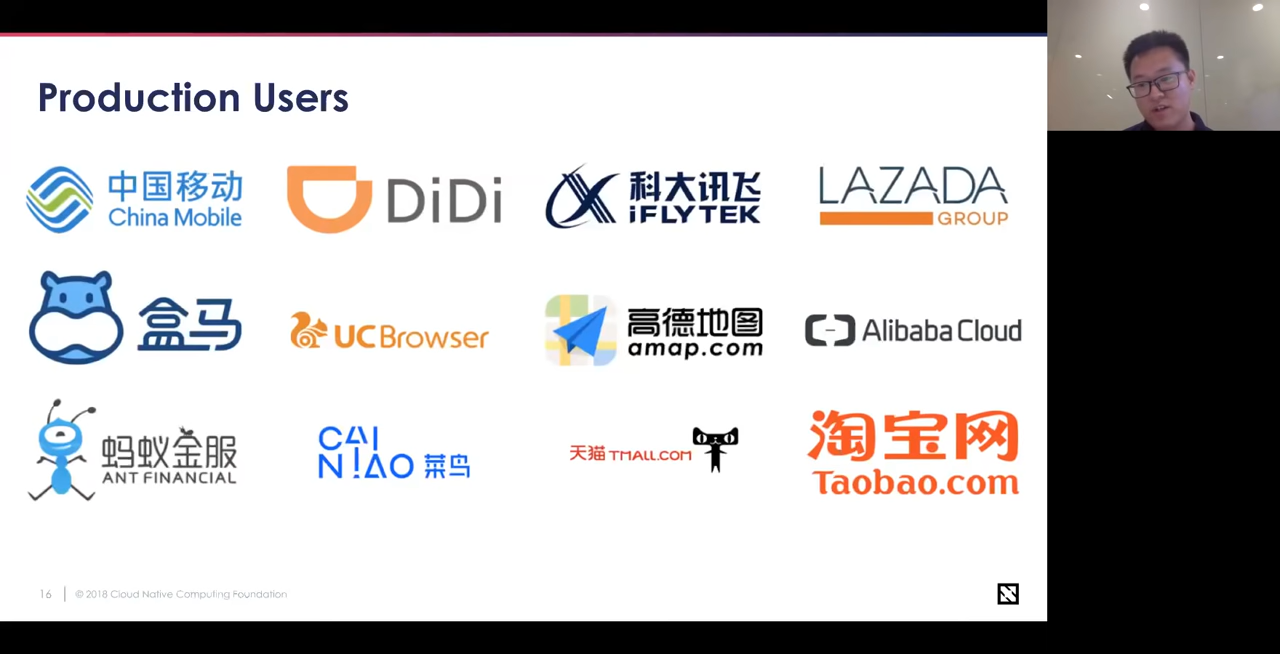 Production Users
中国移动
China Mobile
DiDi
科大讯飞
iFLYTEK
LAZADA
GROUP
盒马
UC Browser
高德地图
amap.com
Alibaba Cloud
蚂蚁金服
ANT FINANCIAL
CAI
NIAO 菜鸟
天猫 TMALL.COM
淘宝网
Taobao.com
16
© 2018 Cloud Native Computing Foundation